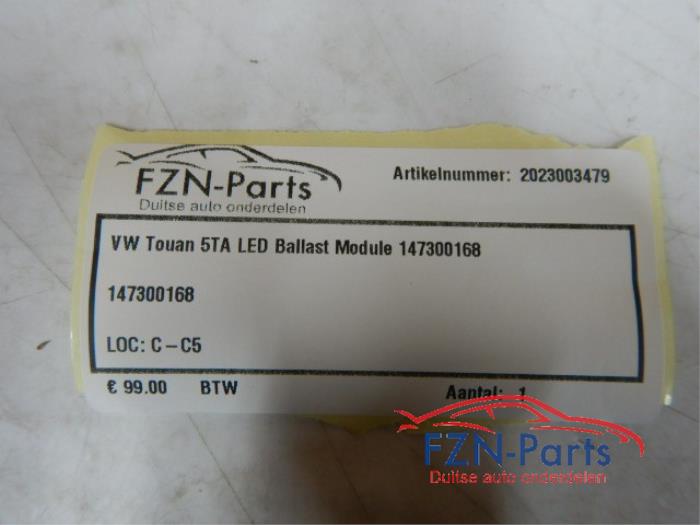 FZN-Parts
Duitse auto onderdelen
Artikelnummer: 2023003479
VW Touan 5TA LED Ballast Module 147300168
147300168
LOC: C – C5
€ 99.00 BTW Aantal: 1
FZN-Parts
Duitse auto onderdelen